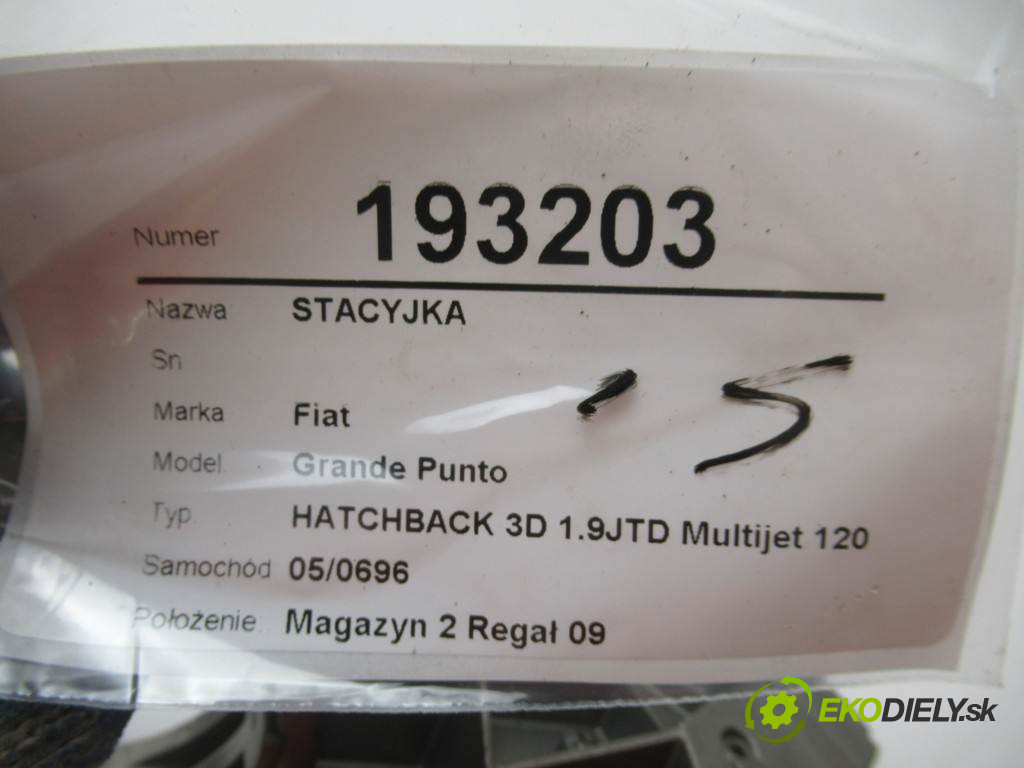 Numer 193203
Nazwa STACYJKA
Sn
Marka Fiat
Model Grande Punto
Typ HATCHBACK 3D 1.9JTD Multijet 120
Samochód 05/0696
Położenie Magazyn 2 Regał 09
' 5
EKODIELY.sk